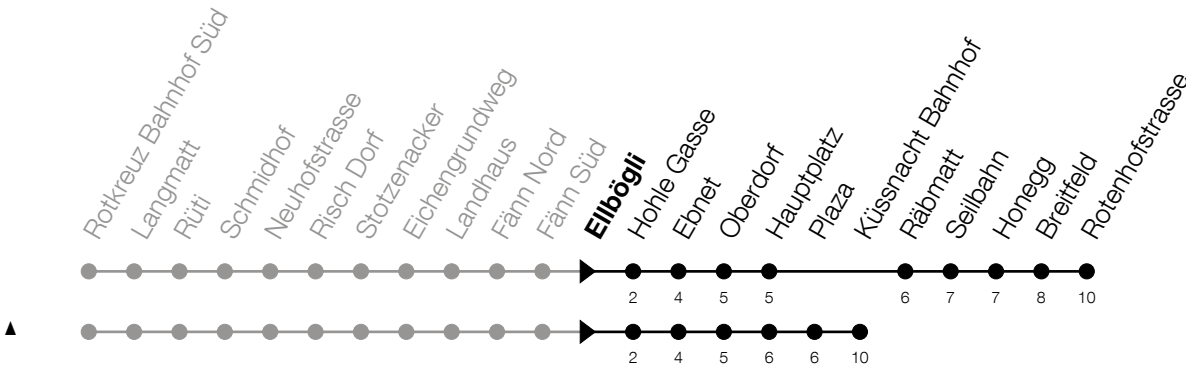 Rotkreuz Bahnhof Süd
Langmatt
Rüti
Schmidhof
Neuhofstrasse
Risch Dorf
Stotzenacker
Eichengrundweg
Landhaus
Fänn Nord
Fänn Süd
Ellbögli
Hohle Gasse
Ebnet
Oberdorf
Hauptplatz
Plaza
Küssnacht Bahnhof
Räbmatt
Seilbahn
Honegg
Breitfeld
Rotenhofstrasse
2 4 5 5 6 7 7 8 10
2 4 5 6 6 10